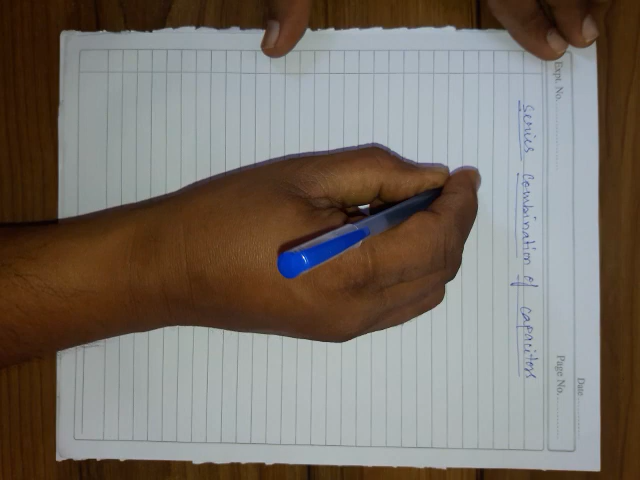 Expt. No.
Date
Page No.
Series combination of capacitors